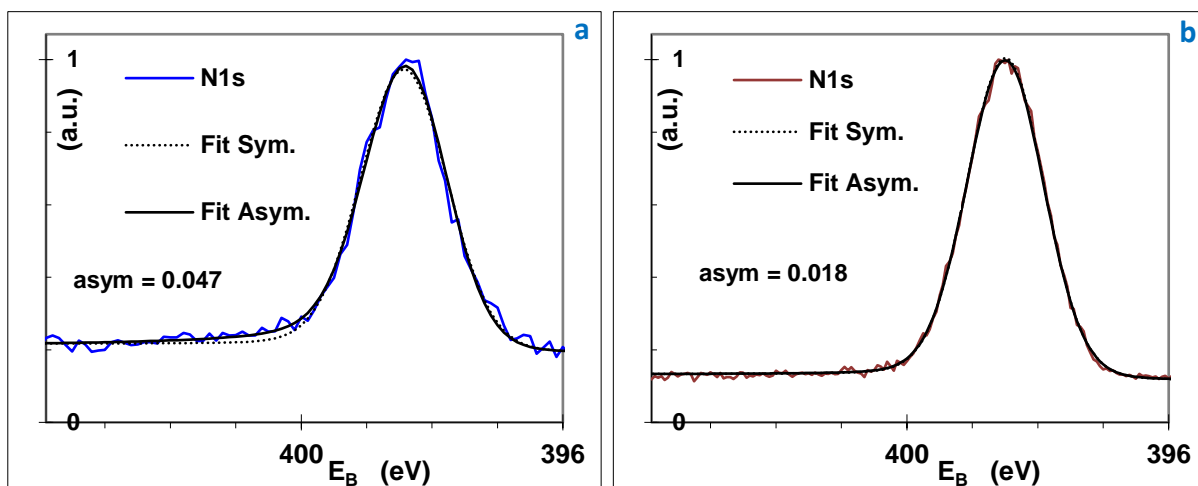 a
1
(a.u.)
N1s
Fit Sym.
Fit Asym.
asym = 0.047
0
400
396
E_B (eV)
b
1
(a.u.)
N1s
Fit Sym.
Fit Asym.
asym = 0.018
0
400
396
E_B (eV)